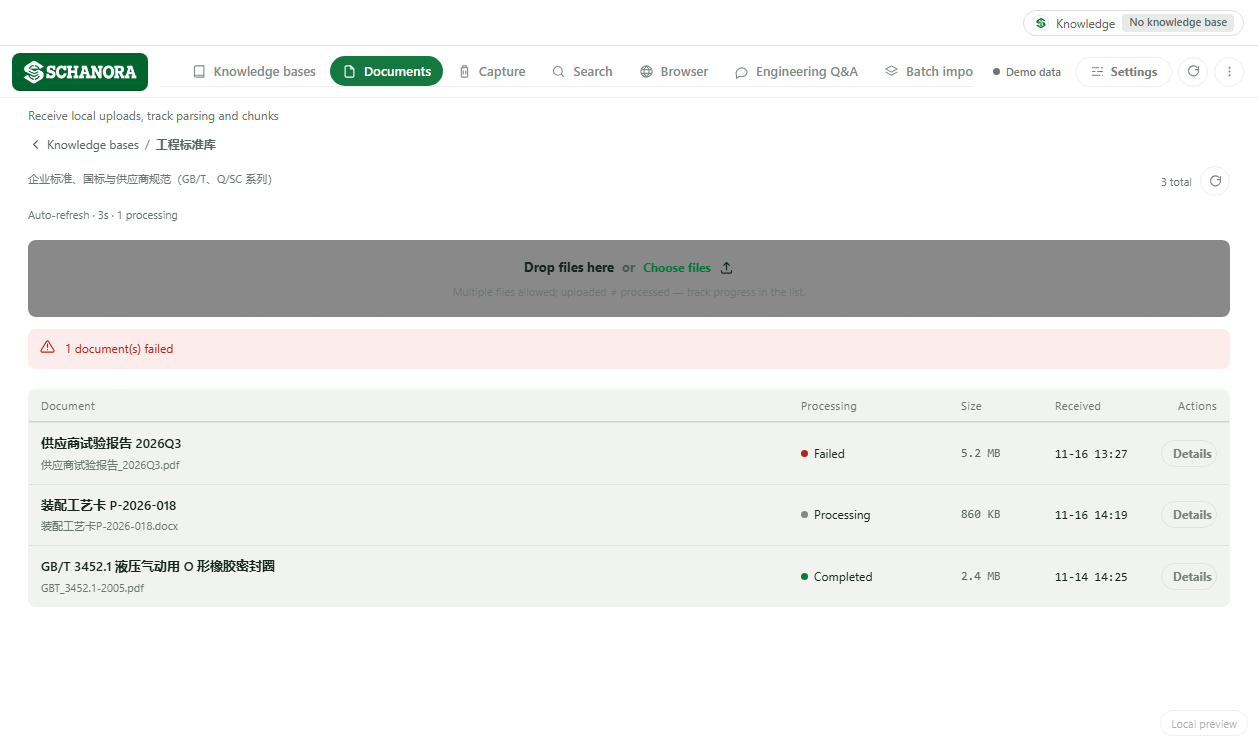 Knowledge No knowledge base
SCHANORA
Knowledge bases Documents Capture Search Browser Engineering Q&A Batch impo Demo data Settings
Receive local uploads, track parsing and chunks
Knowledge bases / 工程标准库
企业标准、国标与供应商规范（GB/T、Q/SC 系列） 3 total
Auto-refresh · 3s · 1 processing
Drop files here or Choose files
Multiple files allowed; uploaded ≠ processed — track progress in the list.
1 document(s) failed
Document Processing Size Received Actions
供应商试验报告 2026Q3
供应商试验报告_2026Q3.pdf
Failed 5.2 MB 11-16 13:27 Details
装配工艺卡 P-2026-018
装配工艺卡P-2026-018.docx
Processing 860 KB 11-16 14:19 Details
GB/T 3452.1 液压气动用 O 形橡胶密封圈
GBT_3452.1-2005.pdf
Completed 2.4 MB 11-14 14:25 Details
Local preview